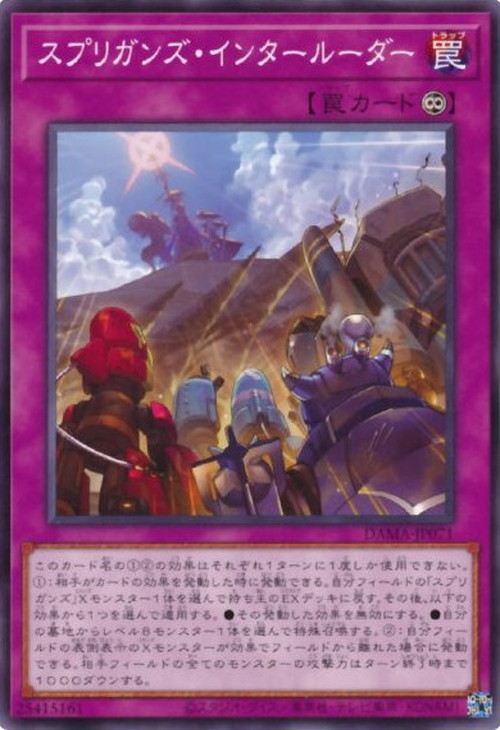 スプリガンズ・インタールーダー
トラップ
罠
【罠カード】
DAMA-JP071
このカード名の①②の効果はそれぞれ1ターンに1度しか使用できない。
①:相手がカードの効果を発動した時に発動できる。自分フィールドの「スプリ
ガンズ」Xモンスター1体を選んで持ち主のEXデッキに戻す。その後、以下の
効果から1つを選んで適用する。●その発動した効果を無効にする。●自分
の墓地からレベル8モンスター1体を選んで特殊召喚する。②:自分フィー
ルドの表側表示のXモンスターが効果でフィールドから離れた場合に発動
できる。相手フィールドの全てのモンスターの攻撃力はターン終了時まで
1000ダウンする。
25415161
©スタジオ・ダイス/集英社・テレビ東京・KONAMI